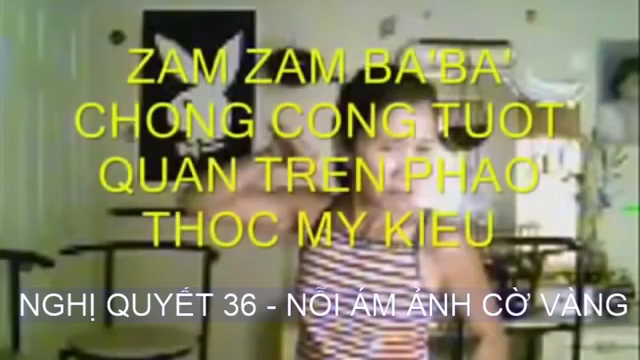 ZAM ZAM BA'BA'
CHONG CONG TUOT
QUAN TREN PHAO
THOC MY KIEU
NGHỊ QUYẾT 36 - NỖI ÁM ẢNH CỜ VÀNG